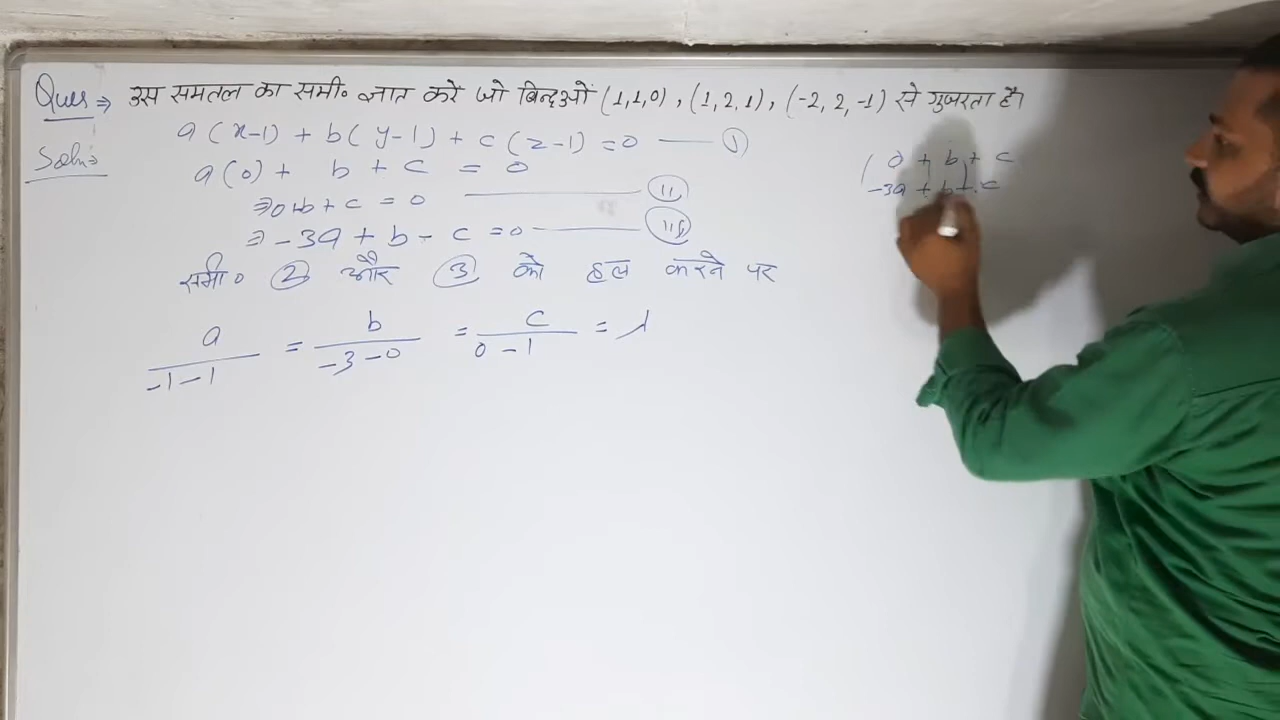 Ques ⇒ उस समतल का समी० ज्ञात करे जो बिन्दुओं (1,1,0), (1,2,1), (-2,2,-1) से गुजरता है।
a(x-1) + b(y-1) + c(z-1) = 0 — (1)
Soln:⇒
a(0) + b + c = 0
⇒ 0+b+c = 0 — (11)
⇒ -3a + b - c = 0 — (111)
समी० (2) और (3) को हल करने पर
a/(-1-1) = b/(-3-0) = c/(0-1) = λ
0 + b + c
-3a + b + c